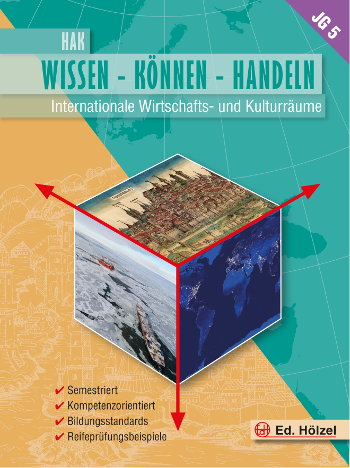 JG 5
HAK
WISSEN - KÖNNEN - HANDELN
Internationale Wirtschafts- und Kulturräume
✔ Semestriert
✔ Kompetenzorientiert
✔ Bildungsstandards
✔ Reifeprüfungsbeispiele
Ed. Hölzel